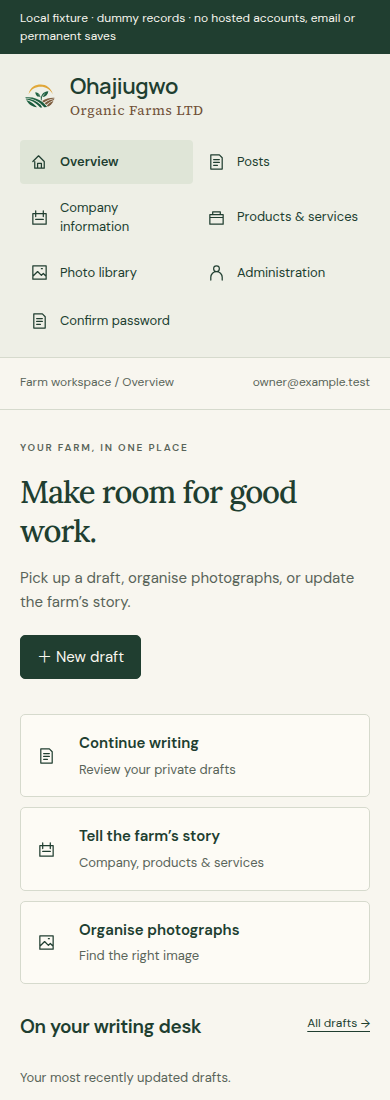 Local fixture · dummy records · no hosted accounts, email or
permanent saves
Ohajiugwo
Organic Farms LTD
Overview
Posts
Company
information
Products & services
Photo library
Administration
Confirm password
Farm workspace / Overview
owner@example.test
YOUR FARM, IN ONE PLACE
Make room for good
work.
Pick up a draft, organise photographs, or update
the farm’s story.
+ New draft
Continue writing
Review your private drafts
Tell the farm’s story
Company, products & services
Organise photographs
Find the right image
On your writing desk
All drafts →
Your most recently updated drafts.